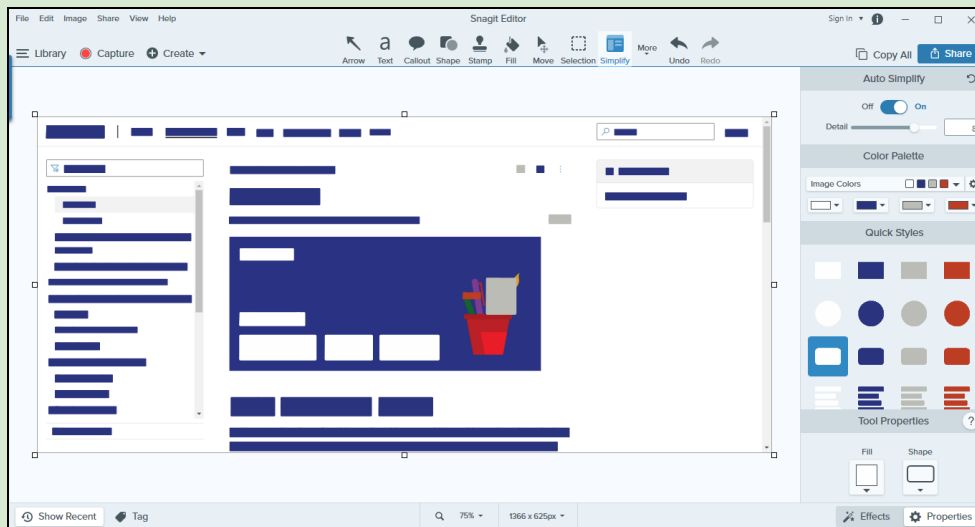 File Edit Image Share View Help
Snagit Editor
Sign In
Library Capture Create
Arrow Text Callout Shape Stamp Fill Move Selection Simplify More Undo Redo
Copy All Share
a
Auto Simplify
Off On
Detail 8
Color Palette
Image Colors
Quick Styles
Tool Properties ?
Fill Shape
Show Recent Tag
75% 1366 x 625px
Effects Properties